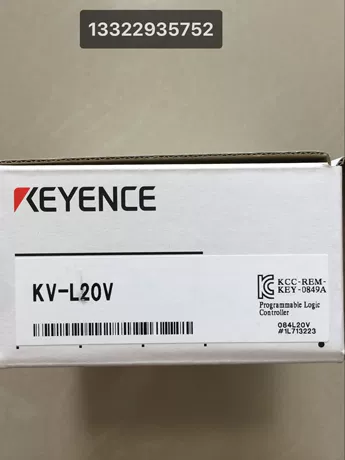 13322935752
KEYENCE
KV-L20V
KCC-REM-
KEY-0849A
Programmable Logic
Controller
084L20V
#1L713223